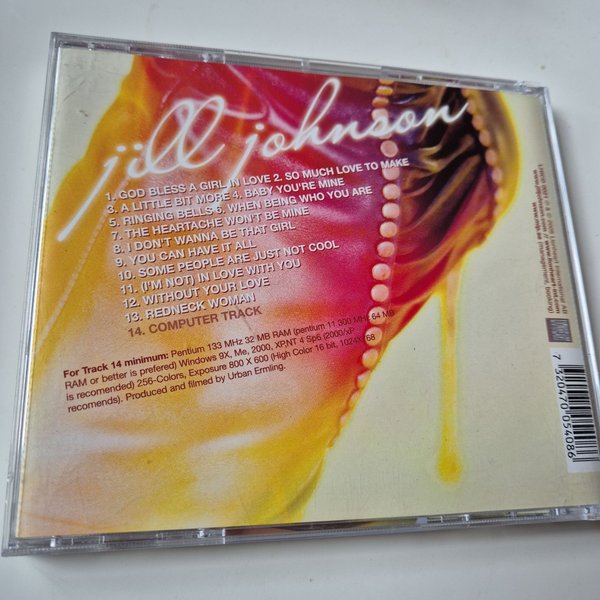 jill johnson
1. GOD BLESS A GIRL IN LOVE 2. SO MUCH LOVE TO MAKE
3. A LITTLE BIT MORE 4. BABY YOU'RE MINE
5. RINGING BELLS 6. WHEN BEING WHO YOU ARE
7. THE HEARTACHE WON'T BE MINE
8. I DON'T WANNA BE THAT GIRL
9. YOU CAN HAVE IT ALL
10. SOME PEOPLE ARE JUST NOT COOL
11. (I'M NOT) IN LOVE WITH YOU
12. WITHOUT YOUR LOVE
13. REDNECK WOMAN
14. COMPUTER TRACK
For Track 14 minimum: Pentium 133 MHz 32 MB RAM (pentium 11 300 MHz 64 MB
RAM or better is prefered) Windows 9X, Me, 2000, XP,NT 4 Sp6 (2000/xP
is recomended) 256-Colors, Exposure 800 X 600 (High Color 16 bit, 1024X768
recomends). Produced and filmed by Urban Ermling.
7 320470 054086